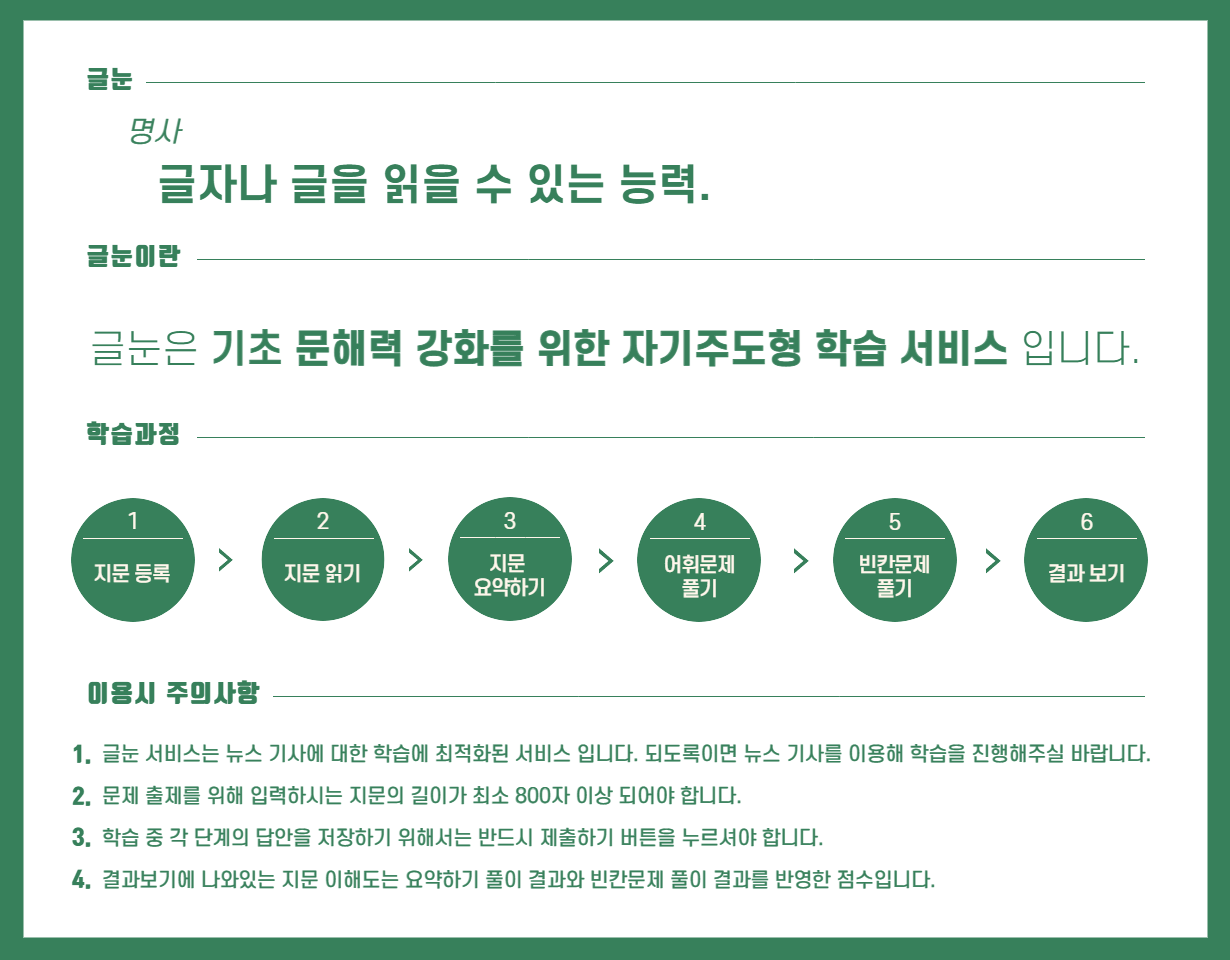 글눈
명사
글자나 글을 읽을 수 있는 능력.
글눈이란
글눈은 기초 문해력 강화를 위한 자기주도형 학습 서비스 입니다.
학습과정
1
지문 등록
2
지문 읽기
3
지문
요약하기
4
어휘문제
풀기
5
빈칸문제
풀기
6
결과 보기
이용시 주의사항
1. 글눈 서비스는 뉴스 기사에 대한 학습에 최적화된 서비스 입니다. 되도록이면 뉴스 기사를 이용해 학습을 진행해주실 바랍니다.
2. 문제 출제를 위해 입력하시는 지문의 길이가 최소 800자 이상 되어야 합니다.
3. 학습 중 각 단계의 답안을 저장하기 위해서는 반드시 제출하기 버튼을 누르셔야 합니다.
4. 결과보기에 나와있는 지문 이해도는 요약하기 풀이 결과와 빈칸문제 풀이 결과를 반영한 점수입니다.